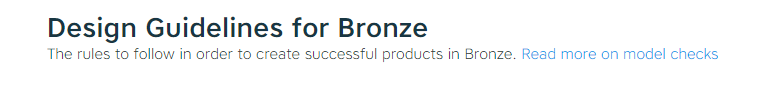 Design Guidelines for Bronze
The rules to follow in order to create successful products in Bronze. Read more on model checks